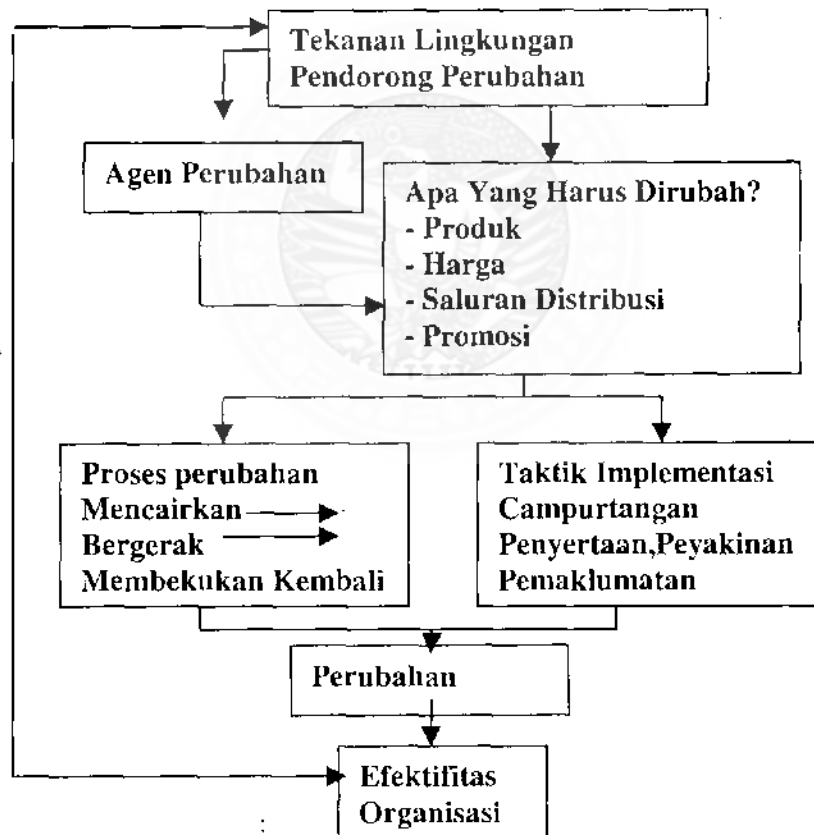 Tekanan Lingkungan
Pendorong Perubahan
Agen Perubahan
Apa Yang Harus Dirubah?
- Produk
- Harga
- Saluran Distribusi
- Promosi
Proses perubahan
Mencairkan
Bergerak
Membekukan Kembali
Taktik Implementasi
Campurtangan
Penyertaan,Peyakinan
Pemaklumatan
Perubahan
Efektifitas
Organisasi